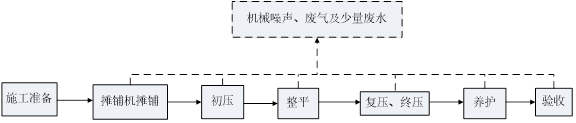 机械噪声、废气及少量废水
施工准备
摊铺机摊铺
初压
整平
复压、终压
养护
验收